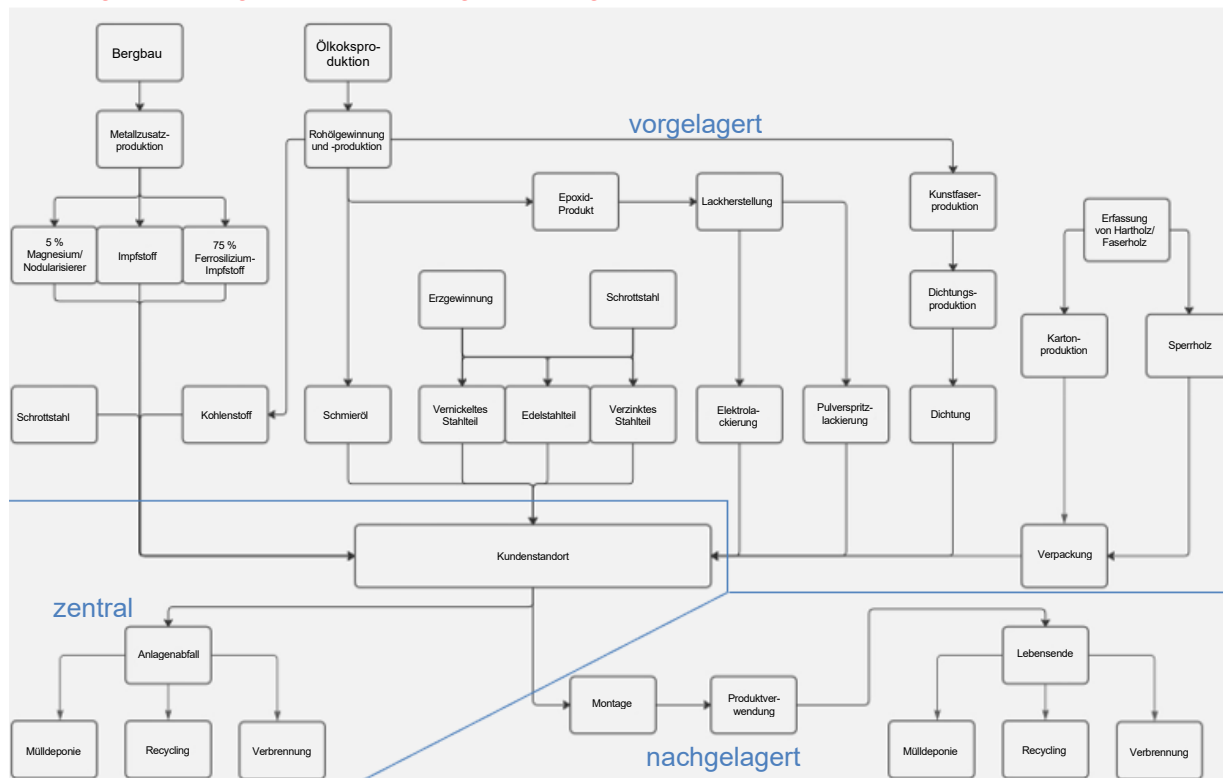 Bergbau
Ölkokspro-
duktion
Metallzusatz-
produktion
Rohölgewinnung
und -produktion
vorgelagert
Epoxid-
Produkt
Lackherstellung
Kunstfaser-
produktion
Erfassung
von Hartholz/
Faserholz
5 %
Magnesium/
Nodularisierer
Impfstoff
75 %
Ferrosilizium-
Impfstoff
Erzgewinnung
Schrottstahl
Dichtungs-
produktion
Karton-
produktion
Sperrholz
Schrottstahl
Kohlenstoff
Schmieröl
Vernickeltes
Stahlteil
Edelstahlteil
Verzinktes
Stahlteil
Elektrola-
ckierung
Pulverspritz-
lackierung
Dichtung
Kundenstandort
Verpackung
zentral
Anlagenabfall
Lebensende
Montage
Produktver-
wendung
Mülldeponie
Recycling
Verbrennung
nachgelagert
Mülldeponie
Recycling
Verbrennung